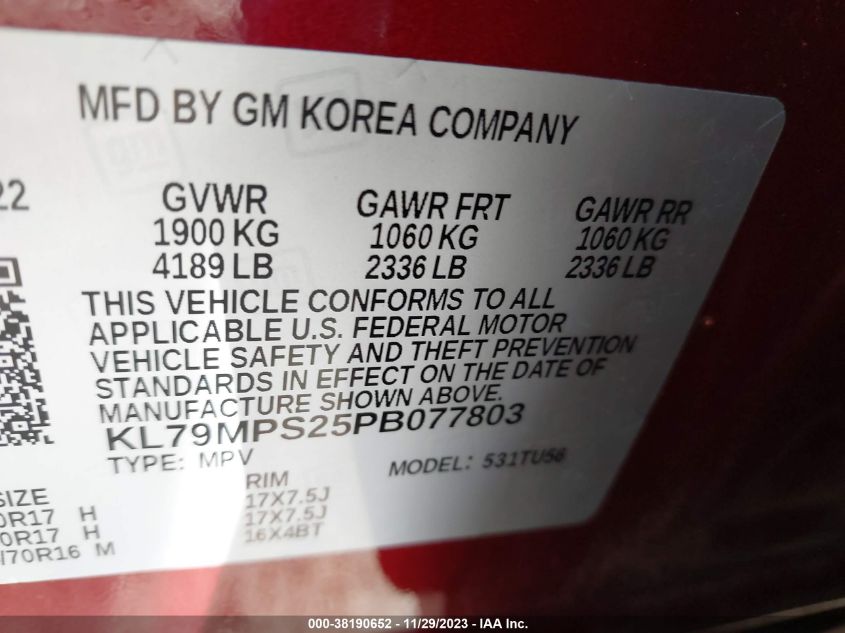 MFD BY GM KOREA COMPANY
22
GVWR GAWR FRT GAWR RR
1900 KG 1060 KG 1060 KG
4189 LB 2336 LB 2336 LB
THIS VEHICLE CONFORMS TO ALL
APPLICABLE U.S. FEDERAL MOTOR
VEHICLE SAFETY AND THEFT PREVENTION
STANDARDS IN EFFECT ON THE DATE OF
MANUFACTURE SHOWN ABOVE.
KL79MPS25PB077803
TYPE: MPV MODEL: 531TU56
SIZE RIM
0R17 H 17X7.5J
0R17 H 17X7.5J
/70R16 M 16X4BT
000-38190652 - 11/29/2023 - IAA Inc.